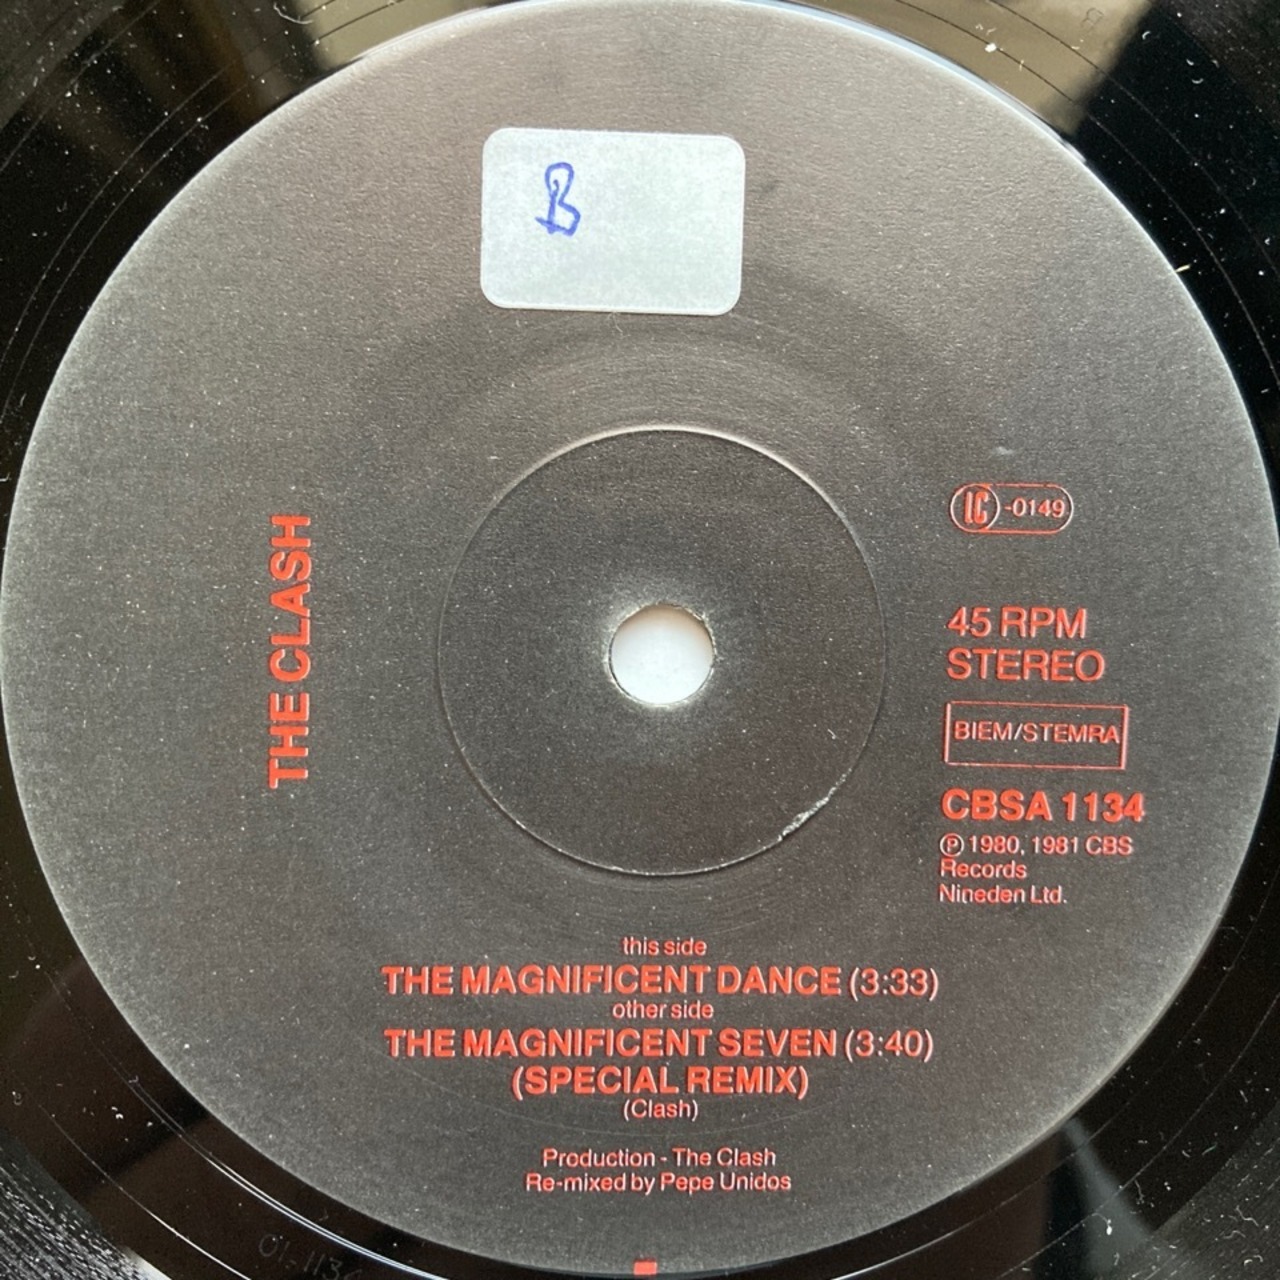 B
THE CLASH
LC -0149
45 RPM
STEREO
BIEM/STEMRA
CBSA 1134
Ⓟ 1980, 1981 CBS
Records
Nineden Ltd.
this side
THE MAGNIFICENT DANCE (3:33)
other side
THE MAGNIFICENT SEVEN (3:40)
(SPECIAL REMIX)
(Clash)
Production - The Clash
Re-mixed by Pepe Unidos